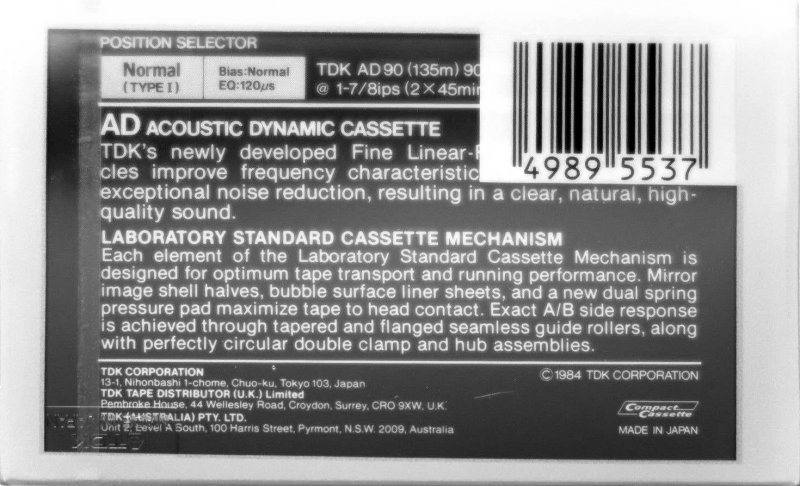 POSITION SELECTOR
Normal
(TYPE I)
Bias:Normal
EQ:120µs
TDK AD 90 (135m) 90
@ 1-7/8ips (2×45min
4989 5537
AD ACOUSTIC DYNAMIC CASSETTE
TDK's newly developed Fine
cles improve frequency
exceptional noise reduction, resulting in a clear, natural, high-
quality sound.
LABORATORY STANDARD CASSETTE MECHANISM
Each element of the Laboratory Standard Cassette Mechanism is
designed for optimum tape transport and running performance. Mirror
image shell halves, bubble surface liner sheets, and a new dual spring
pressure pad maximize tape to head contact. Exact A/B side response
is achieved through tapered and flanged seamless guide rollers, along
with perfectly circular double clamp and hub assemblies.
TDK CORPORATION
13-1, Nihonbashi 1-chome, Chuo-ku, Tokyo 103, Japan
TDK TAPE DISTRIBUTOR (U.K.) Limited
Pembroke House, 44 Wellesley Road, Croydon, Surrey, CRO 9XW, U.K.
TDK (AUSTRALIA) PTY. LTD.
Unit 2, Level A South, 100 Harris Street, Pyrmont, N.S.W. 2009, Australia
© 1984 TDK CORPORATION
Compact
Cassette
MADE IN JAPAN